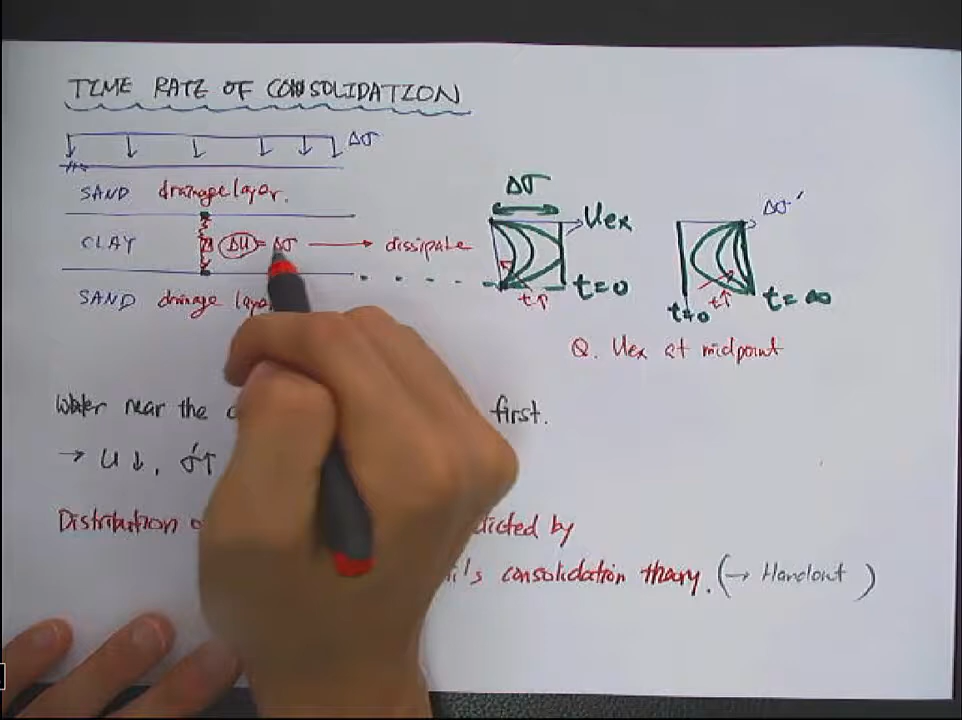 TIME RATE OF CONSOLIDATION
Δσ
SAND drainage layer.
CLAY Δu = Δσ → dissipate
SAND drainage
Δσ
Uex
t=0
t↑
Δσ'
t=0
t↑
t=∞
Q. Uex at midpoint
Water near the first.
→ u↓, σ'↑
Distribution by
consolidation theory. (→ Handout )